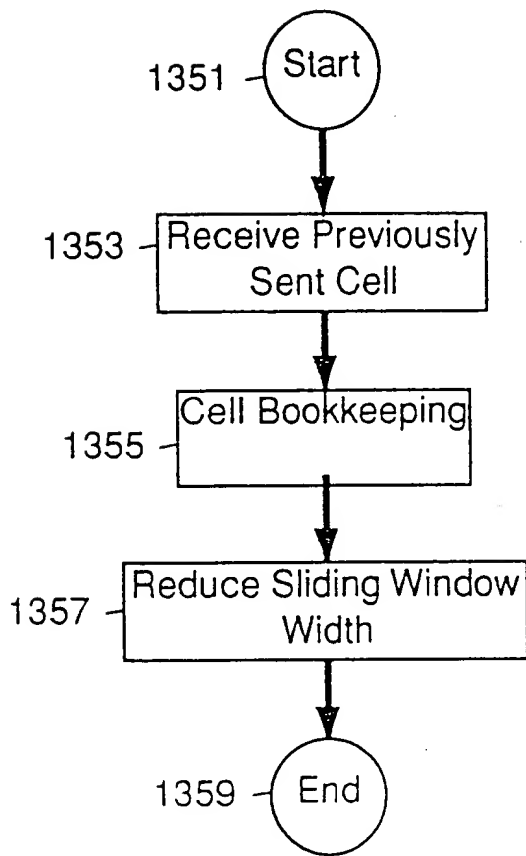 1351
Start
1353
Receive Previously
Sent Cell
1355
Cell Bookkeeping
1357
Reduce Sliding Window
Width
1359
End